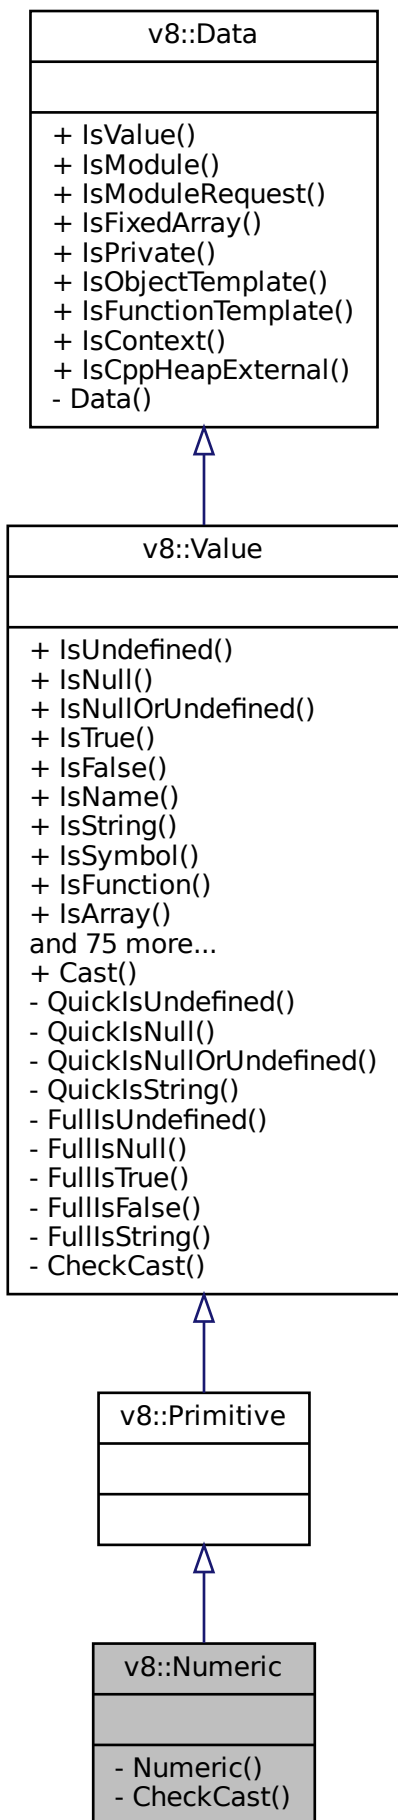 v8::Data
+ IsValue()
+ IsModule()
+ IsModuleRequest()
+ IsFixedArray()
+ IsPrivate()
+ IsObjectTemplate()
+ IsFunctionTemplate()
+ IsContext()
+ IsCppHeapExternal()
- Data()
v8::Value
+ IsUndefined()
+ IsNull()
+ IsNullOrUndefined()
+ IsTrue()
+ IsFalse()
+ IsName()
+ IsString()
+ IsSymbol()
+ IsFunction()
+ IsArray()
and 75 more...
+ Cast()
- QuickIsUndefined()
- QuickIsNull()
- QuickIsNullOrUndefined()
- QuickIsString()
- FullIsUndefined()
- FullIsNull()
- FullIsTrue()
- FullIsFalse()
- FullIsString()
- CheckCast()
v8::Primitive
v8::Numeric
- Numeric()
- CheckCast()